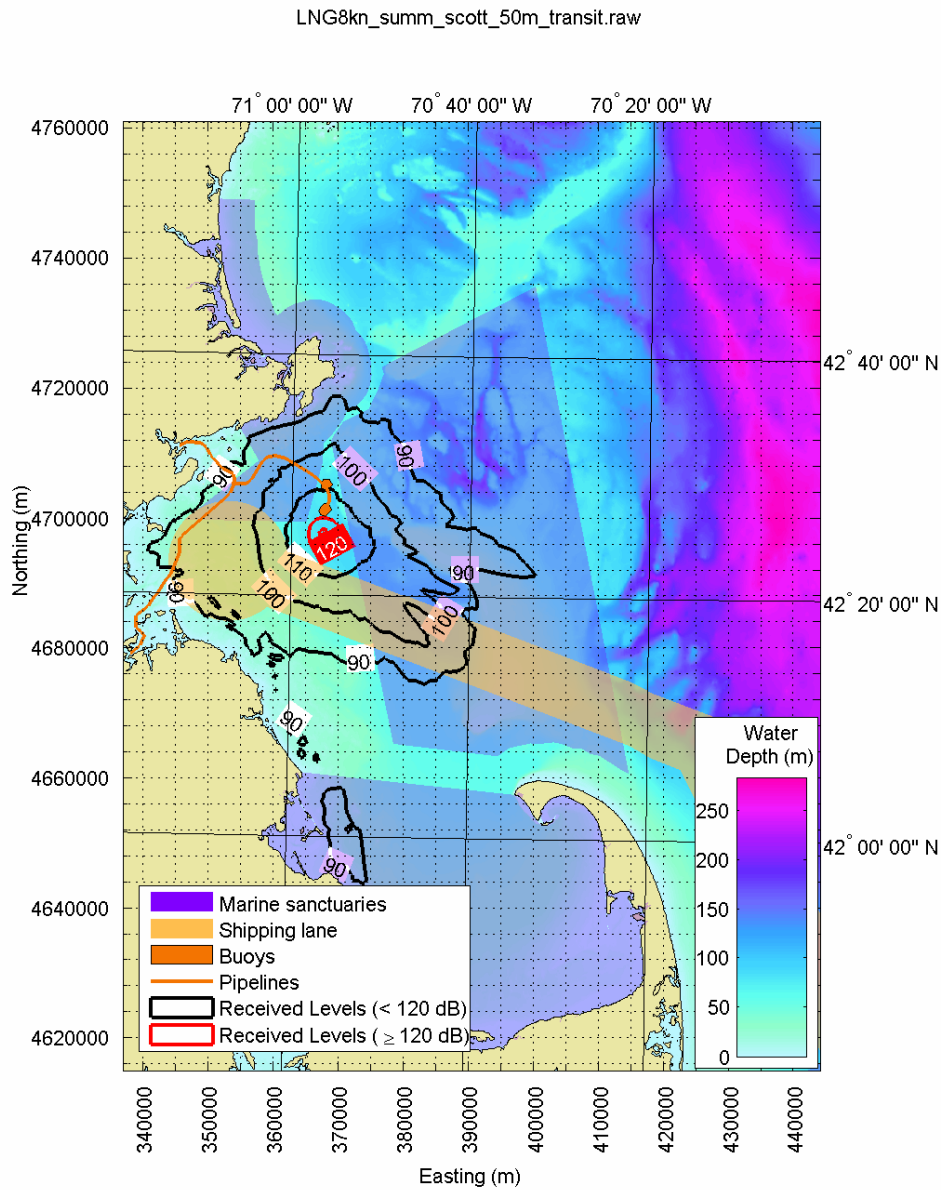 LNG8kn_summ_scott_50m_transit.raw
71° 00' 00" W 70° 40' 00" W 70° 20' 00" W
4760000
4740000
4720000
4700000
4680000
4660000
4640000
4620000
Northing (m)
42° 40' 00" N
42° 20' 00" N
42° 00' 00" N
90
100
90
120
110
90
100
90
100
90
90
90
Water
Depth (m)
250
200
150
100
50
0
Marine sanctuaries
Shipping lane
Buoys
Pipelines
Received Levels (< 120 dB)
Received Levels ( ≥ 120 dB)
340000 350000 360000 370000 380000 390000 400000 410000 420000 430000 440000
Easting (m)